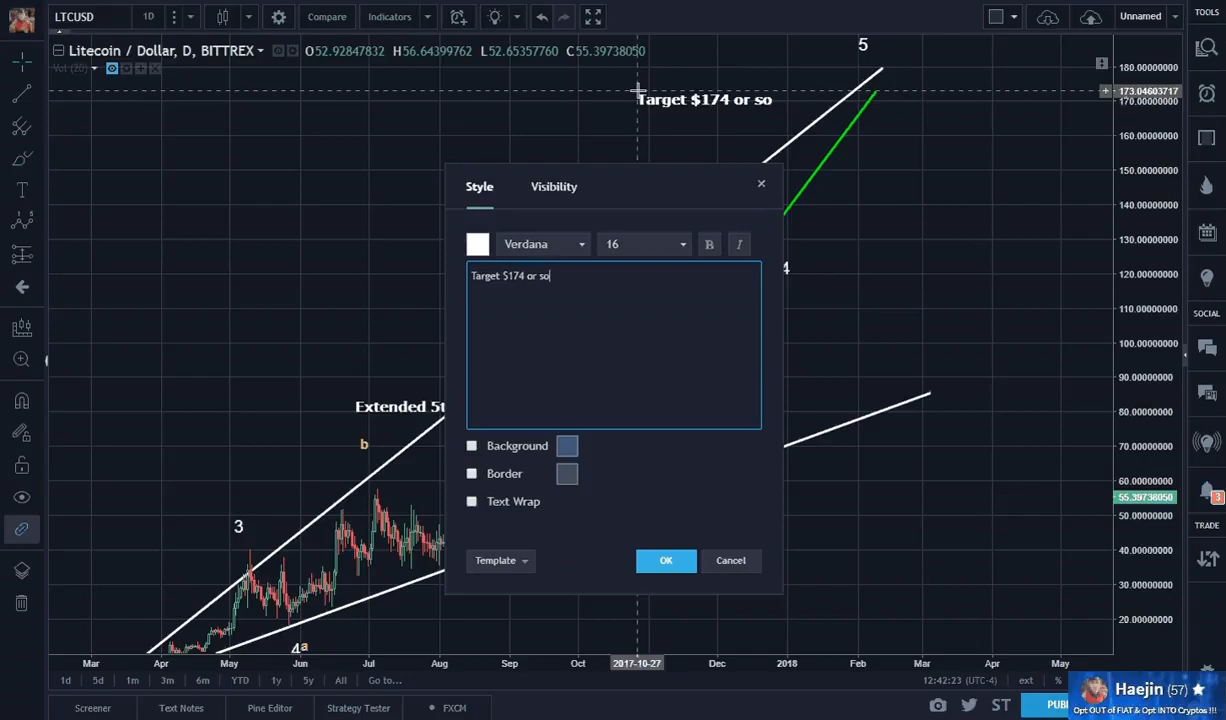 LTCUSD
1D
Compare
Indicators
Unnamed
TOOLS
Litecoin / Dollar, D, BITTREX
O52.92847832 H56.64399762 L52.65357760 C55.39738050
Vol (20)
5
180.00000000
173.04603717
170.00000000
Target $174 or so
160.00000000
150.00000000
140.00000000
130.00000000
120.00000000
110.00000000
100.00000000
90.00000000
80.00000000
70.00000000
60.00000000
55.39738050
50.00000000
40.00000000
30.00000000
20.00000000
Style
Visibility
Verdana
16
B
I
Target $174 or so
Background
Border
Text Wrap
Template
OK
Cancel
4
Extended 5t
b
3
4a
SOCIAL
3
TRADE
Mar
Apr
May
Jun
Jul
Aug
Sep
Oct
2017-10-27
Dec
2018
Feb
Mar
Apr
May
1d
5d
1m
3m
6m
YTD
1y
5y
All
Go to...
12:42:23 (UTC-4)
ext
%
Screener
Text Notes
Pine Editor
Strategy Tester
FXCM
ST
PUB
Haejin (57)
Opt OUT of FIAT & Opt INTO Cryptos !!!